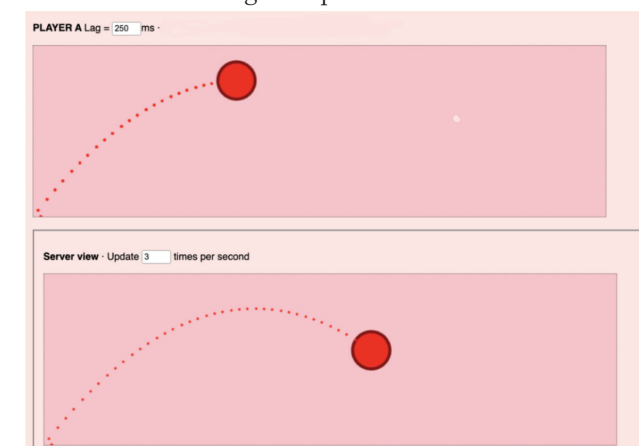 PLAYER A Lag = 250 ms ·
Server view · Update 3 times per second